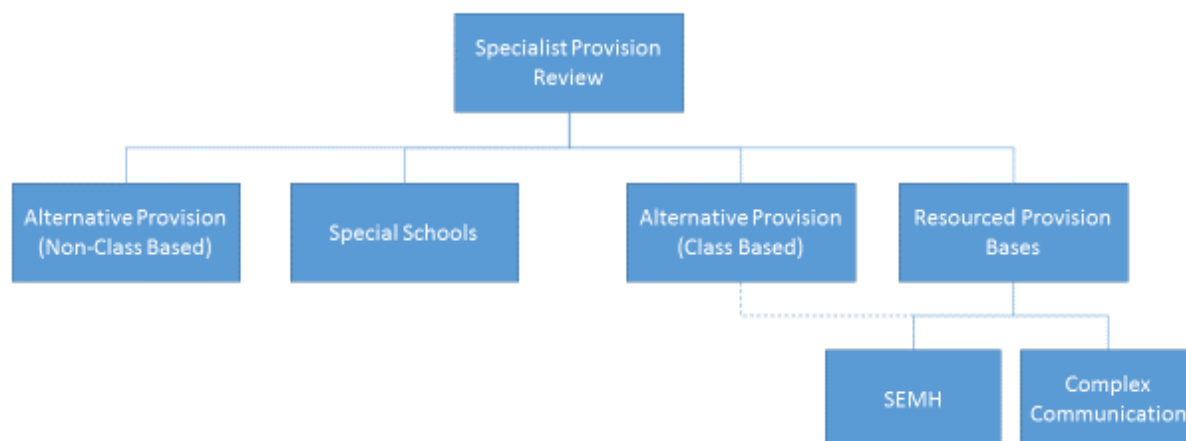 Specialist Provision
Review
Alternative Provision
(Non-Class Based)
Special Schools
Alternative Provision
(Class Based)
Resourced Provision
Bases
SEMH
Complex
Communication